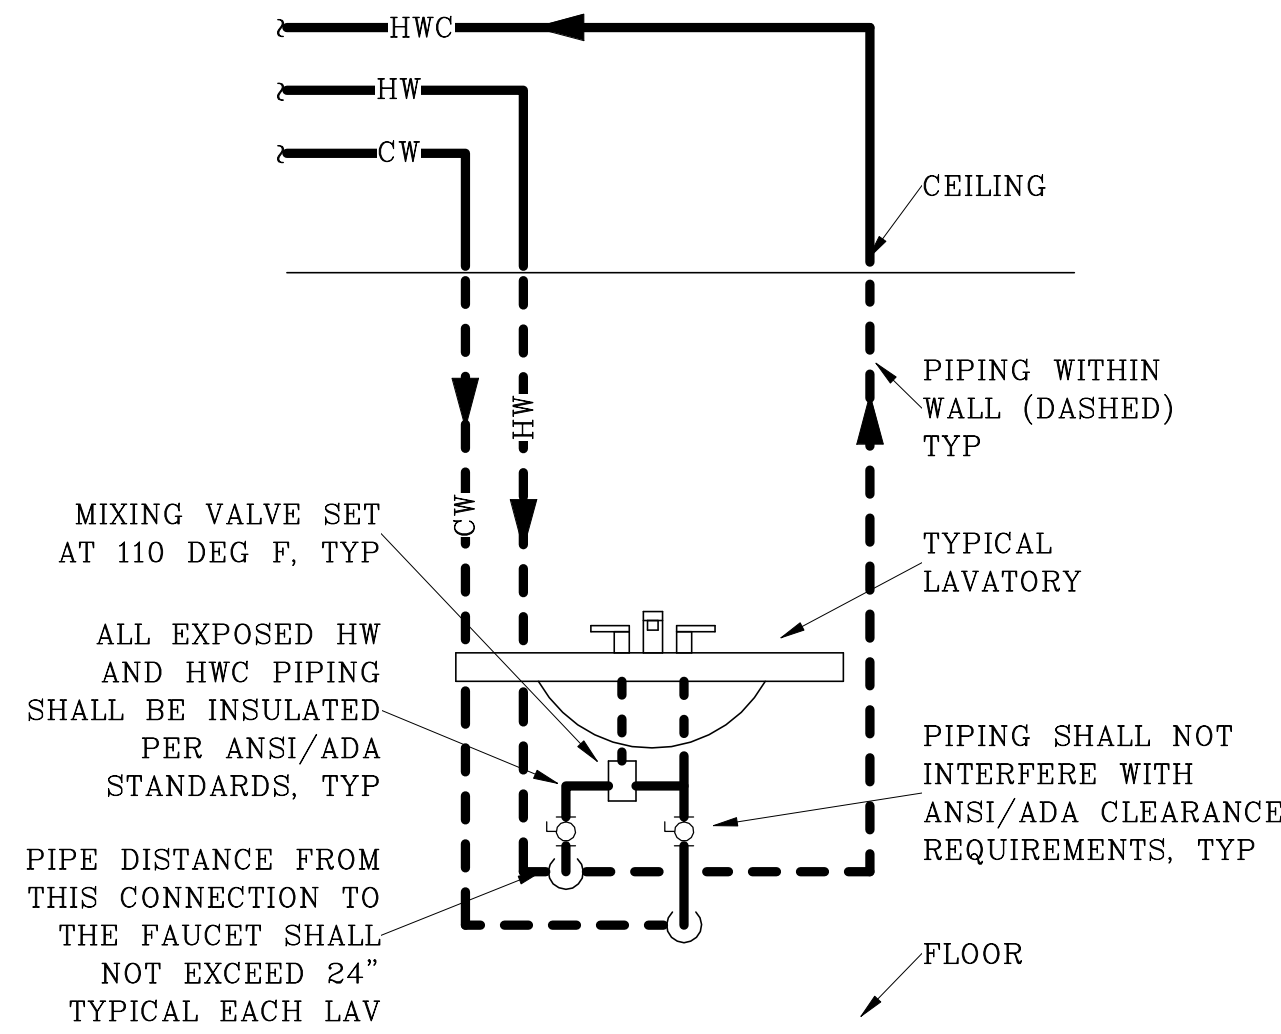 HWC
HW
CW
CEILING
PIPING WITHIN
WALL (DASHED)
TYP
HW
CW
MIXING VALVE SET
AT 110 DEG F, TYP
TYPICAL
LAVATORY
ALL EXPOSED HW
AND HWC PIPING
SHALL BE INSULATED
PER ANSI/ADA
STANDARDS, TYP
PIPING SHALL NOT
INTERFERE WITH
ANSI/ADA CLEARANCE
REQUIREMENTS, TYP
PIPE DISTANCE FROM
THIS CONNECTION TO
THE FAUCET SHALL
NOT EXCEED 24"
TYPICAL EACH LAV
FLOOR